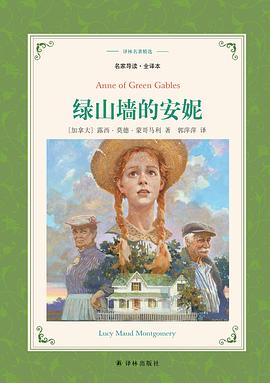 译林名著精选
名家导读·全译本
Anne of Green Gables
绿山墙的安妮
［加拿大］露西·莫德·蒙哥马利 著　郭萍萍 译
Lucy Maud Montgomery
译林出版社